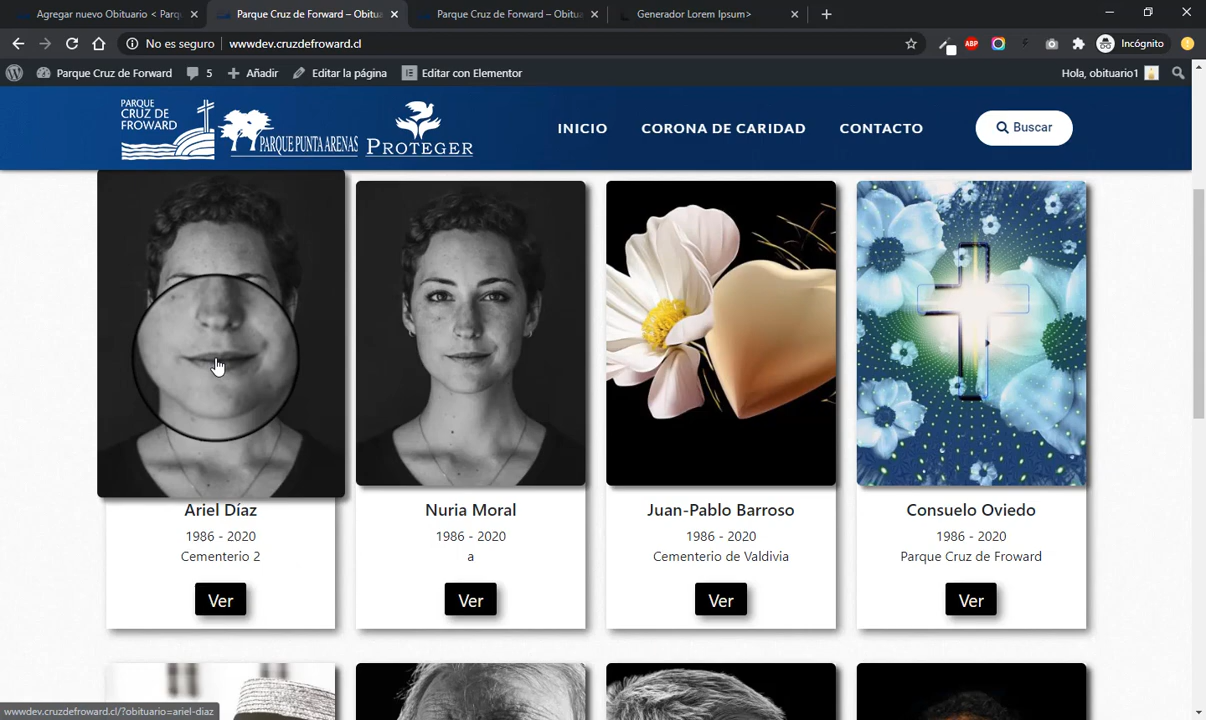 Agregar nuevo Obituario < Parqu
Parque Cruz de Forward – Obitua
Parque Cruz de Forward – Obitua
Generador Lorem Ipsum>
No es seguro
wwwdev.cruzdefroward.cl
ABP
Incógnito
Parque Cruz de Forward
5
Añadir
Editar la página
Editar con Elementor
Hola, obituario1
PARQUE
CRUZ DE
FROWARD
PARQUE PUNTA ARENAS
PROTEGER
INICIO
CORONA DE CARIDAD
CONTACTO
Buscar
Ariel Díaz
1986 - 2020
Cementerio 2
Ver
Nuria Moral
1986 - 2020
a
Ver
Juan-Pablo Barroso
1986 - 2020
Cementerio de Valdivia
Ver
Consuelo Oviedo
1986 - 2020
Parque Cruz de Froward
Ver
wwwdev.cruzdefroward.cl/?obituario=ariel-diaz